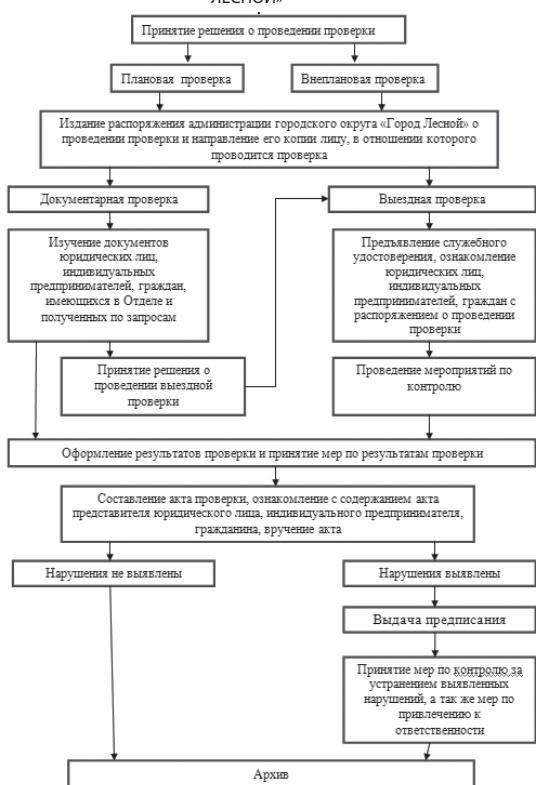 ЛЕСНОЙ»
Принятие решения о проведении проверки
Плановая проверка
Внеплановая проверка
Издание распоряжения администрации городского округа «Город Лесной» о
проведении проверки и направление его копии лицу, в отношении которого
проводится проверка
Документарная проверка
Выездная проверка
Изучение документов
юридических лиц,
индивидуальных
предпринимателей, граждан,
имеющихся в Отделе и
полученных по запросам
Предъявление служебного
удостоверения, ознакомление
юридических лиц,
индивидуальных
предпринимателей, граждан с
распоряжением о проведении
проверки
Принятие решения о
проведении выездной
проверки
Проведение мероприятий по
контролю
Оформление результатов проверки и принятие мер по результатам проверки
Составление акта проверки, ознакомление с содержанием акта
представителя юридического лица, индивидуального предпринимателя,
гражданина, вручение акта
Нарушения не выявлены
Нарушения выявлены
Выдача предписания
Принятие мер по контролю за
устранением выявленных
нарушений, а так же мер по
привлечению к
ответственности
Архив